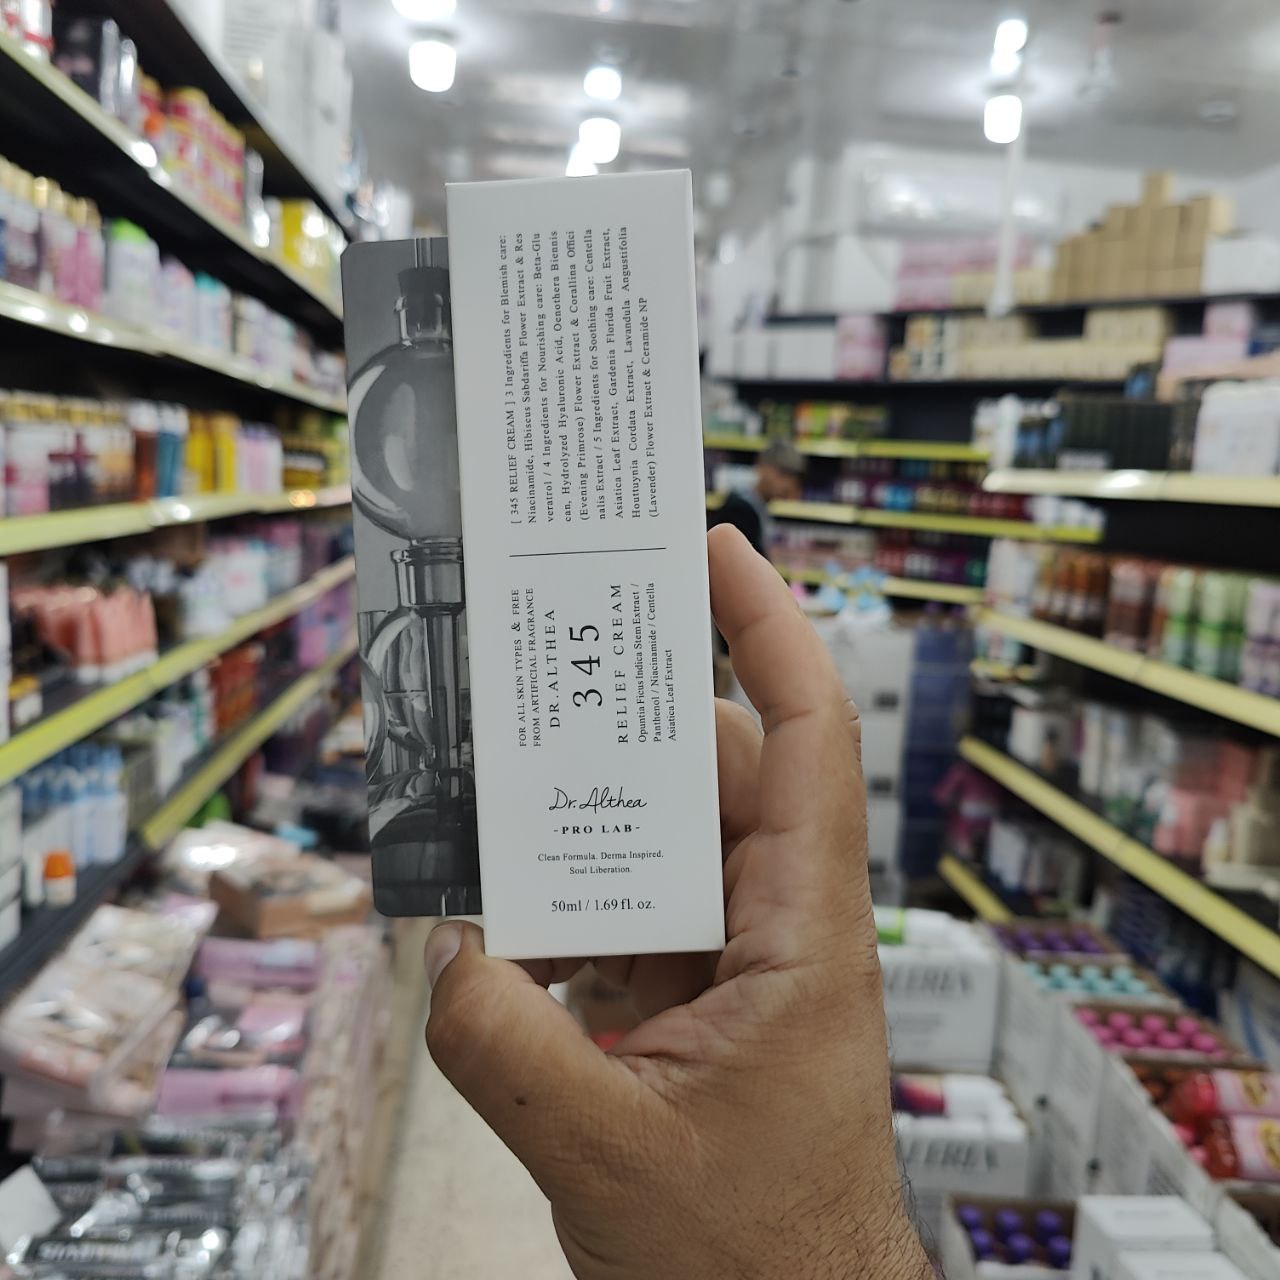 [ 345 RELIEF CREAM ] 3 Ingredients for Blemish care:
Niacinamide, Hibiscus Sabdariffa Flower Extract & Res
veratrol / 4 Ingredients for Nourishing care: Beta-Glu
can, Hydrolyzed Hyaluronic Acid, Oenothera Biennis
(Evening Primrose) Flower Extract & Corallina Offici
nalis Extract / 5 Ingredients for Soothing care: Centella
Asiatica Leaf Extract, Gardenia Florida Fruit Extract,
Houttuynia Cordata Extract, Lavandula Angustifolia
(Lavender) Flower Extract & Ceramide NP
FOR ALL SKIN TYPES & FREE
FROM ARTIFICIAL FRAGRANCE
DR.ALTHEA
345
RELIEF CREAM
Opuntia Ficus Indica Stem Extract /
Panthenol / Niacinamide / Centella
Asiatica Leaf Extract
Dr.Althea
-PRO LAB-
Clean Formula. Derma Inspired.
Soul Liberation.
50ml / 1.69 fl. oz.